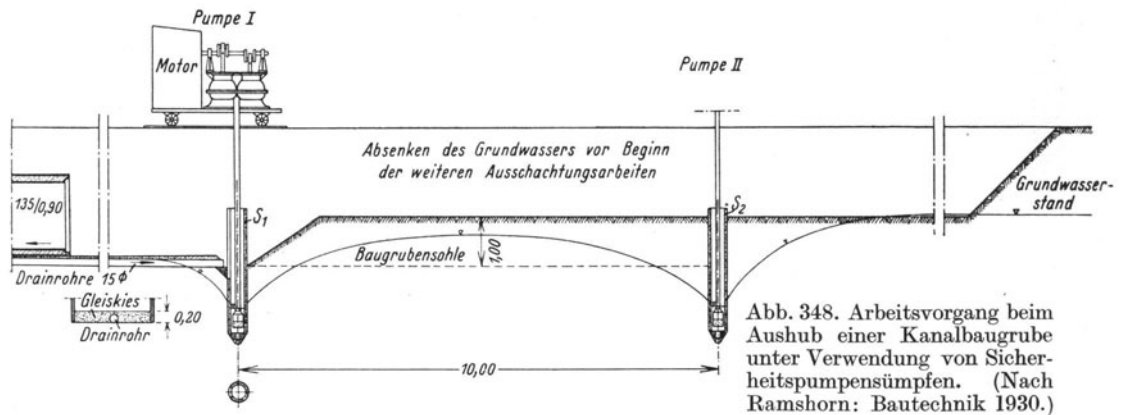 Pumpe I
Motor
Pumpe II
Absenken des Grundwassers vor Beginn
der weiteren Ausschachtungsarbeiten
Grundwasser-
stand
135/0,90
S₁
S₂
1,00
Baugrubensohle
Drainrohre 15⌀
Gleiskies
0,20
Drainrohr
10,00
Abb. 348. Arbeitsvorgang beim
Aushub einer Kanalbaugrube
unter Verwendung von Sicher-
heitspumpensümpfen. (Nach
Ramshorn: Bautechnik 1930.)